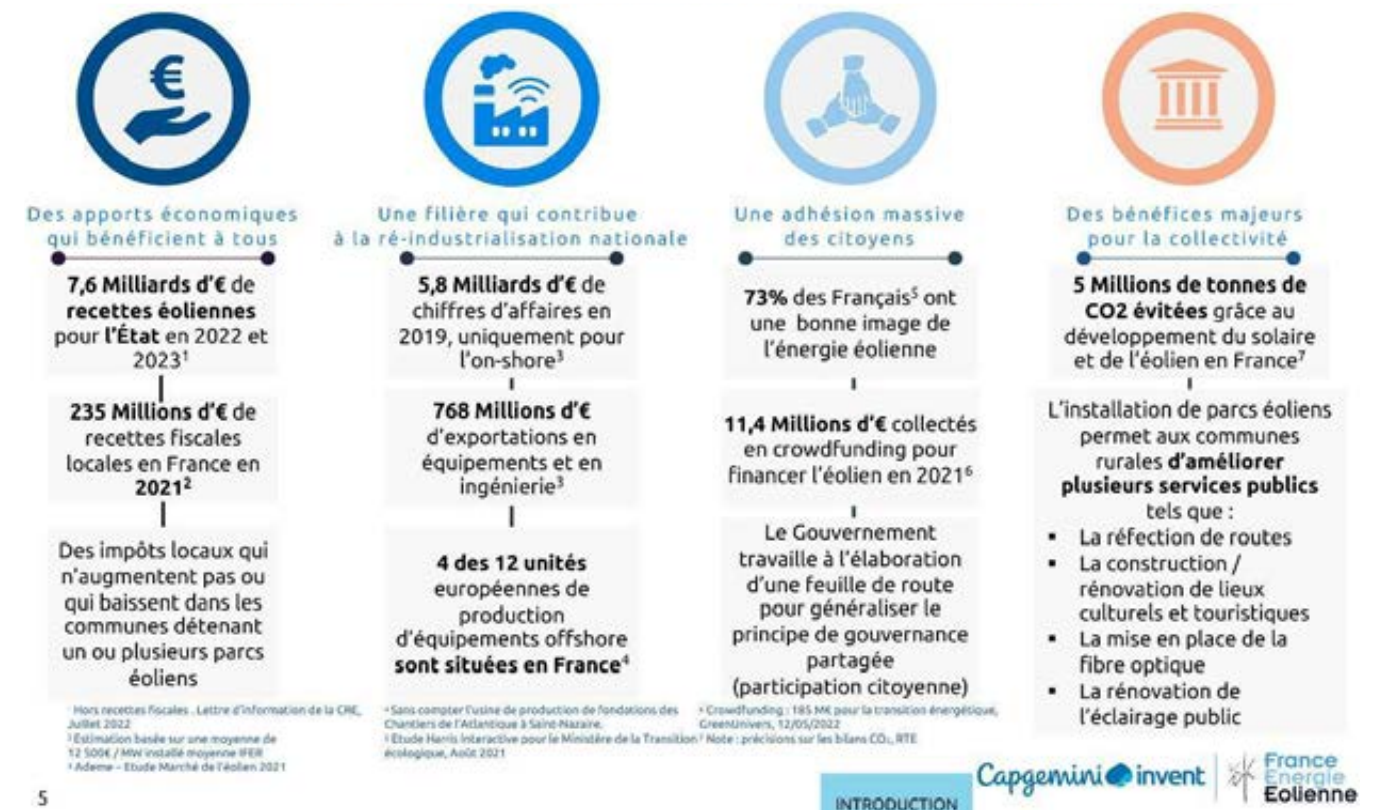 Des apports économiques
qui bénéficient à tous
7,6 Milliards d'€ de
recettes éoliennes
pour l'État en 2022 et
2023¹
235 Millions d'€ de
recettes fiscales
locales en France en
2021²
Des impôts locaux qui
n'augmentent pas ou
qui baissent dans les
communes détenant
un ou plusieurs parcs
éoliens
Une filière qui contribue
à la ré-industrialisation nationale
5,8 Milliards d'€ de
chiffres d'affaires en
2019, uniquement pour
l'on-shore³
768 Millions d'€
d'exportations en
équipements et en
ingénierie³
4 des 12 unités
européennes de
production
d'équipements offshore
sont situées en France⁴
Une adhésion massive
des citoyens
73% des Français⁵ ont
une bonne image de
l'énergie éolienne
11,4 Millions d'€ collectés
en crowdfunding pour
financer l'éolien en 2021⁶
Le Gouvernement
travaille à l'élaboration
d'une feuille de route
pour généraliser le
principe de gouvernance
partagée
(participation citoyenne)
Des bénéfices majeurs
pour la collectivité
5 Millions de tonnes de
CO2 évitées grâce au
développement du solaire
et de l'éolien en France⁷
L'installation de parcs éoliens
permet aux communes
rurales d'améliorer
plusieurs services publics
tels que :
▪ La réfection de routes
▪ La construction /
rénovation de lieux
culturels et touristiques
▪ La mise en place de la
fibre optique
▪ La rénovation de
l'éclairage public
Hors recettes fiscales. Lettre d'information de la CRE,
Juillet 2022
Estimation basée sur une moyenne de
12 500€ / MW installé moyenne IFER
Ademe – Etude Marché de l'éolien 2021
Sans compter l'usine de production de fondations des
Chantiers de l'Atlantique à Saint-Nazaire.
Etude Harris Interactive pour le Ministère de la Transition
écologique, Août 2021
Crowdfunding : 185 M€ pour la transition énergétique,
GreenUnivers, 12/05/2022
Note : précisions sur les bilans CO₂, RTE
5
INTRODUCTION
Capgemini invent
France
Energie
Eolienne